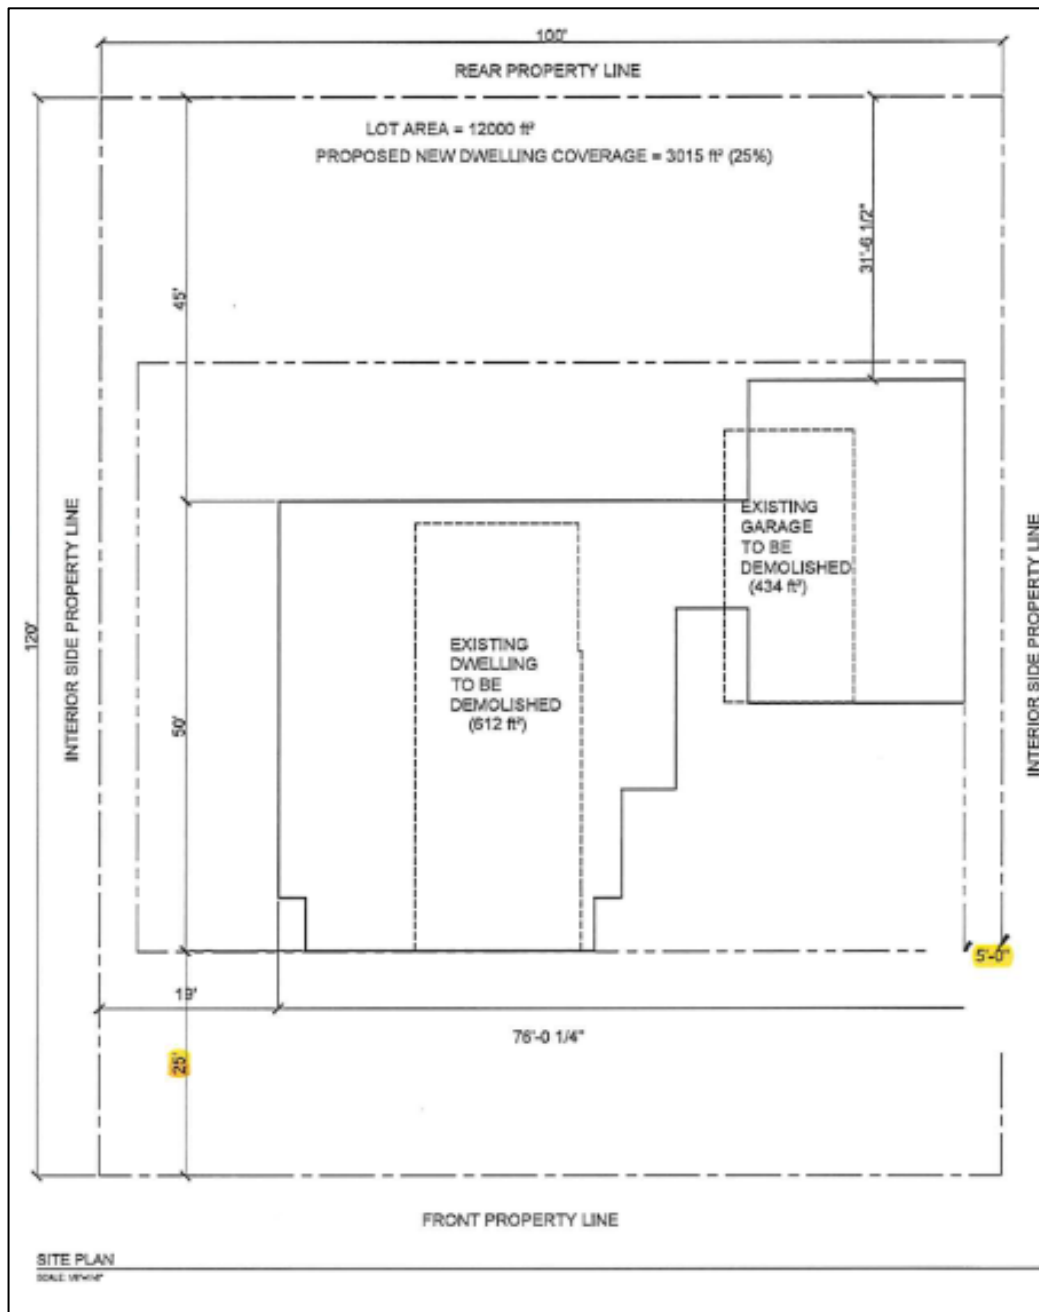 100'
REAR PROPERTY LINE
LOT AREA = 12000 ft²
PROPOSED NEW DWELLING COVERAGE = 3015 ft² (25%)
31'-6 1/2"
45'
120'
INTERIOR SIDE PROPERTY LINE
EXISTING
GARAGE
TO BE
DEMOLISHED
(434 ft²)
EXISTING
DWELLING
TO BE
DEMOLISHED
(612 ft²)
50'
INTERIOR SIDE PROPERTY LINE
5'-0"
19'
76'-0 1/4"
25'
FRONT PROPERTY LINE
SITE PLAN
SCALE: